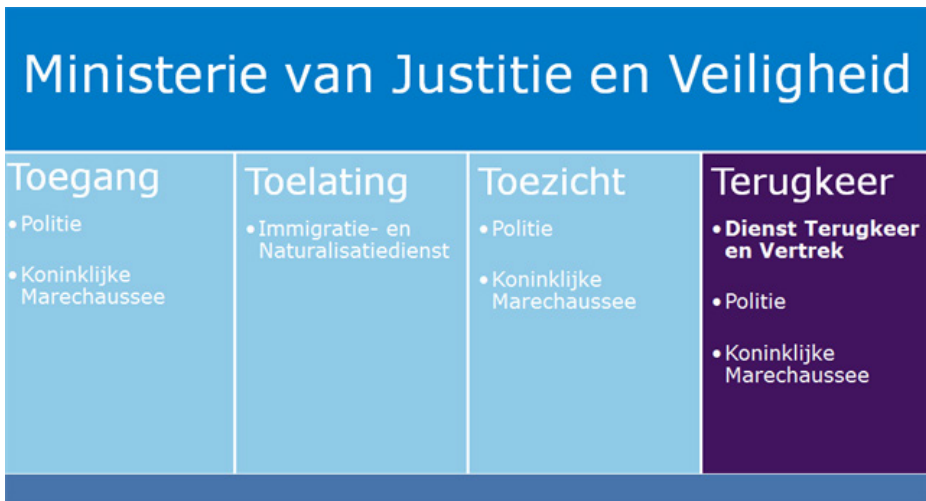 Ministerie van Justitie en Veiligheid
Toegang
• Politie
• Koninklijke
Marechaussee
Toelating
• Immigratie- en
Naturalisatiedienst
Toezicht
• Politie
• Koninklijke
Marechaussee
Terugkeer
• Dienst Terugkeer
en Vertrek
• Politie
• Koninklijke
Marechaussee